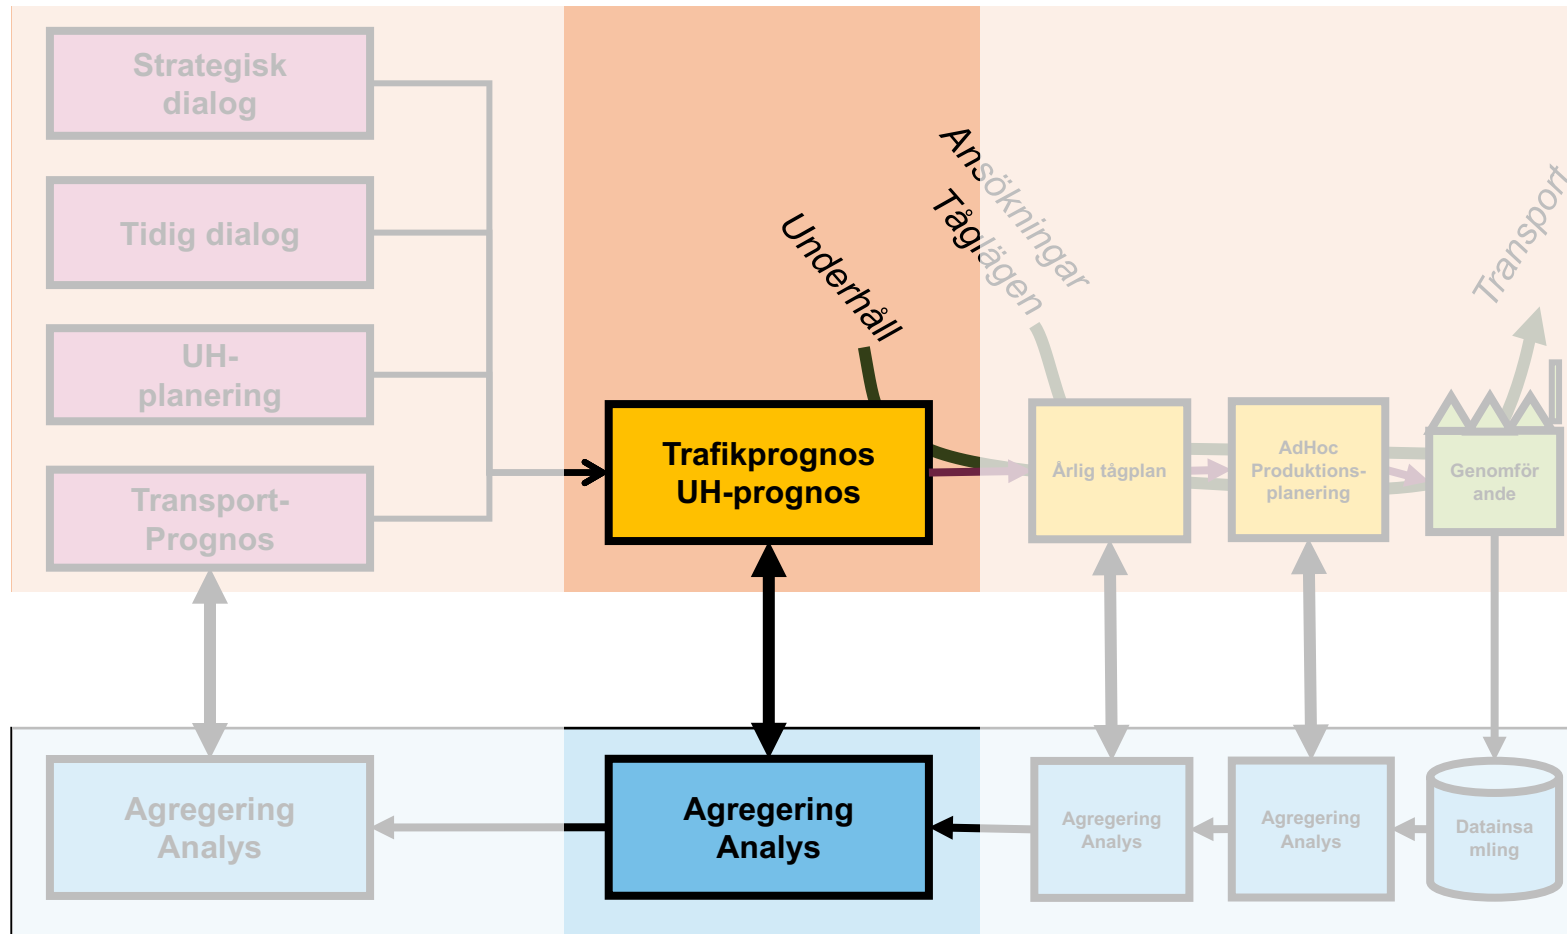 Strategisk
dialog
Tidig dialog
UH-
planering
Transport-
Prognos
Underhåll
Ansökningar
Tåglägen
Transport
Trafikprognos
UH-prognos
Årlig tågplan
AdHoc
Produktions-
planering
Genomför
ande
Agregering
Analys
Agregering
Analys
Agregering
Analys
Agregering
Analys
Datainsa
mling